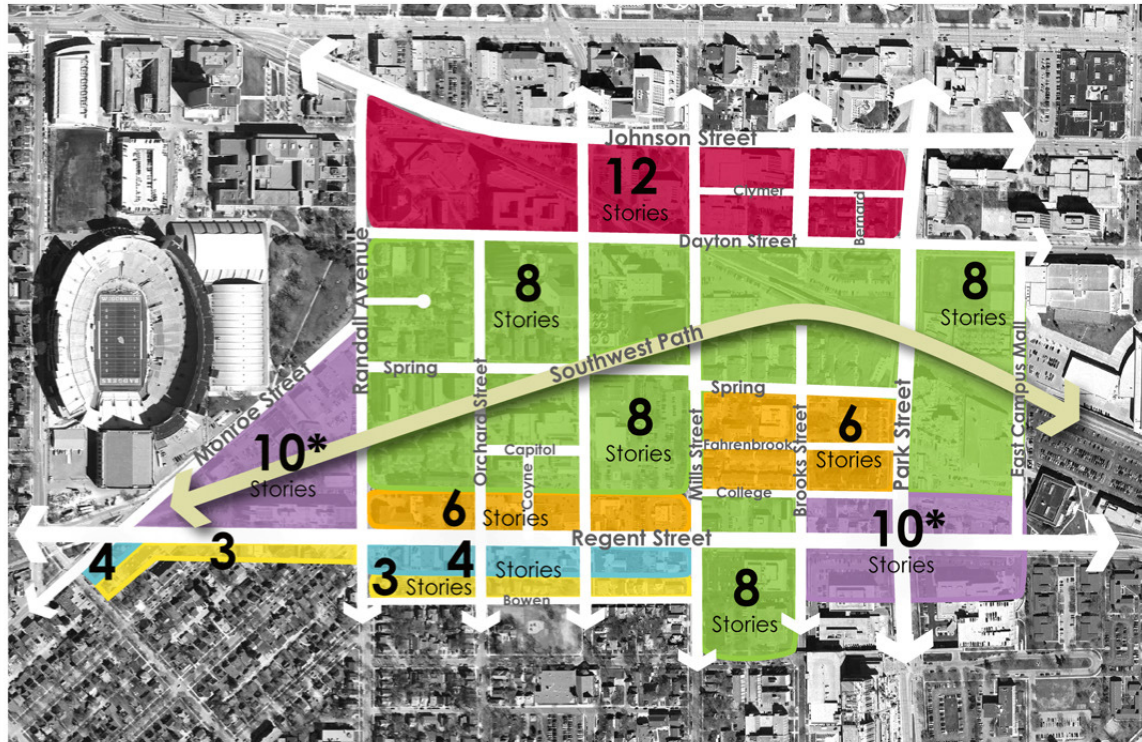 Johnson Street
12
Stories
Clymer
Bernard
Dayton Street
Randall Avenue
8
Stories
8
Stories
Southwest Path
Monroe Street
Spring
Orchard Street
Spring
East Campus Mall
10*
Stories
8
Stories
Mills Street
Fahrenbrook
Brooks Street
6
Stories
Park Street
Capitol
Coyne
College
6 Stories
10*
Stories
Regent Street
4
3
3
Stories
4
Stories
Bowen
8
Stories